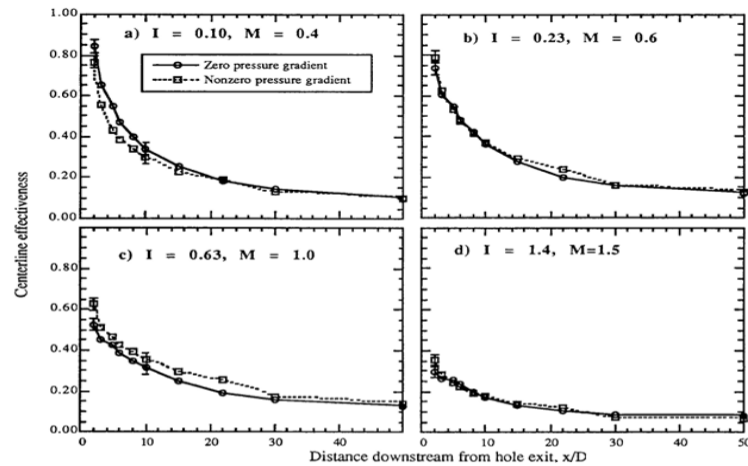 a) I = 0.10, M = 0.4
Zero pressure gradient
Nonzero pressure gradient
b) I = 0.23, M = 0.6
1.00
0.80
0.60
0.40
0.20
0.00
c) I = 0.63, M = 1.0
d) I = 1.4, M=1.5
0.80
0.60
0.40
0.20
0.00
Centerline effectiveness
0 10 20 30 40 0 10 20 30 40 50
Distance downstream from hole exit, x/D